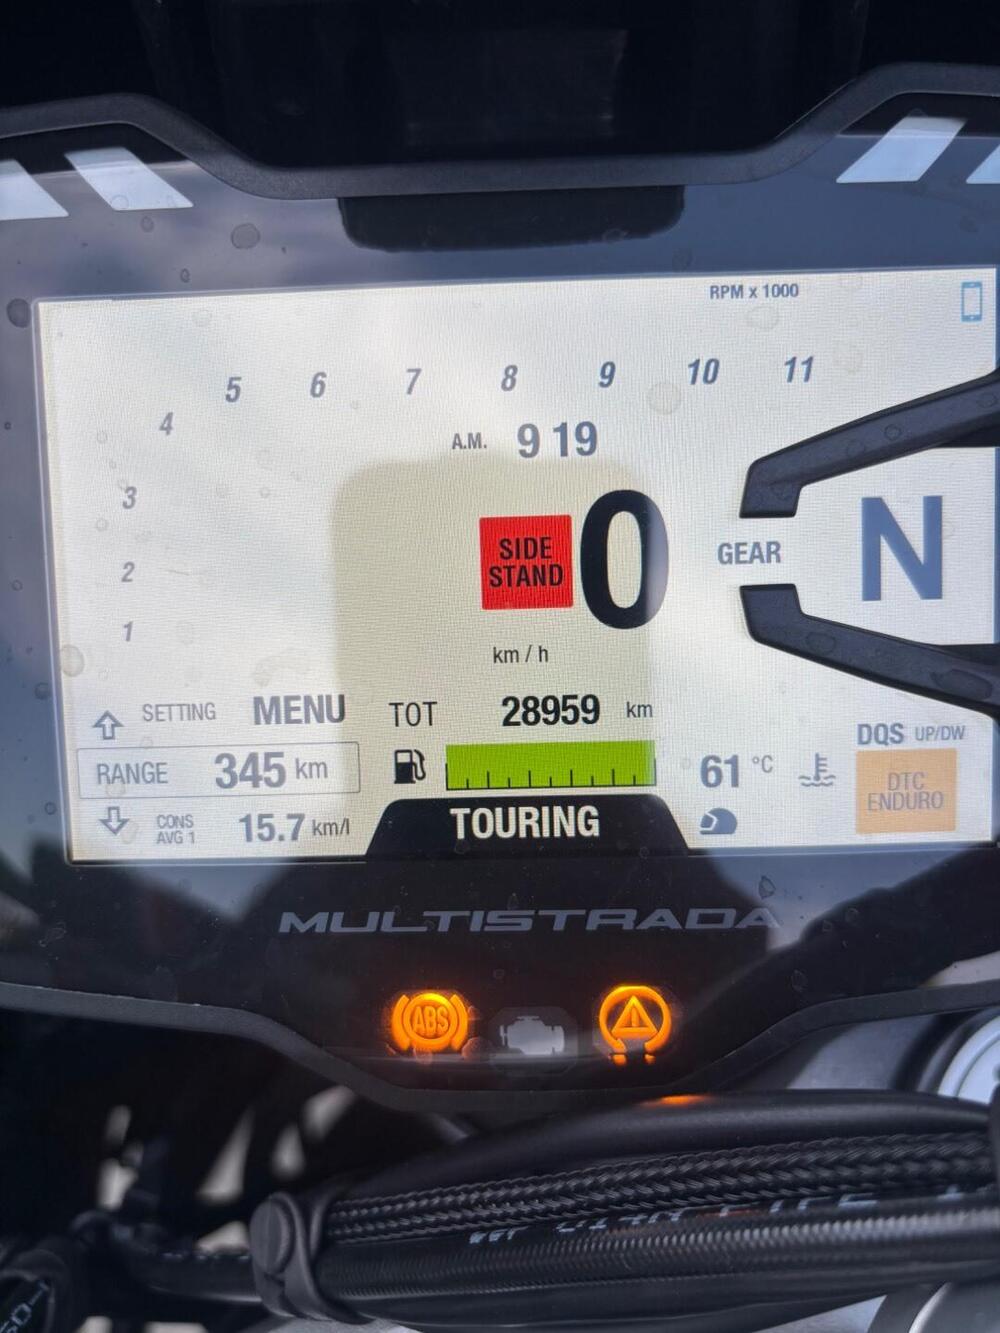 RPM x 1000
1 2 3 4 5 6 7 8 9 10 11
A.M. 9 19
SIDE
STAND
0
km / h
GEAR
N
SETTING MENU
TOT 28959 km
RANGE 345 km
CONS
AVG 1
15.7 km/l
61 °C
DQS UP/DW
DTC
ENDURO
TOURING
MULTISTRADA
ABS